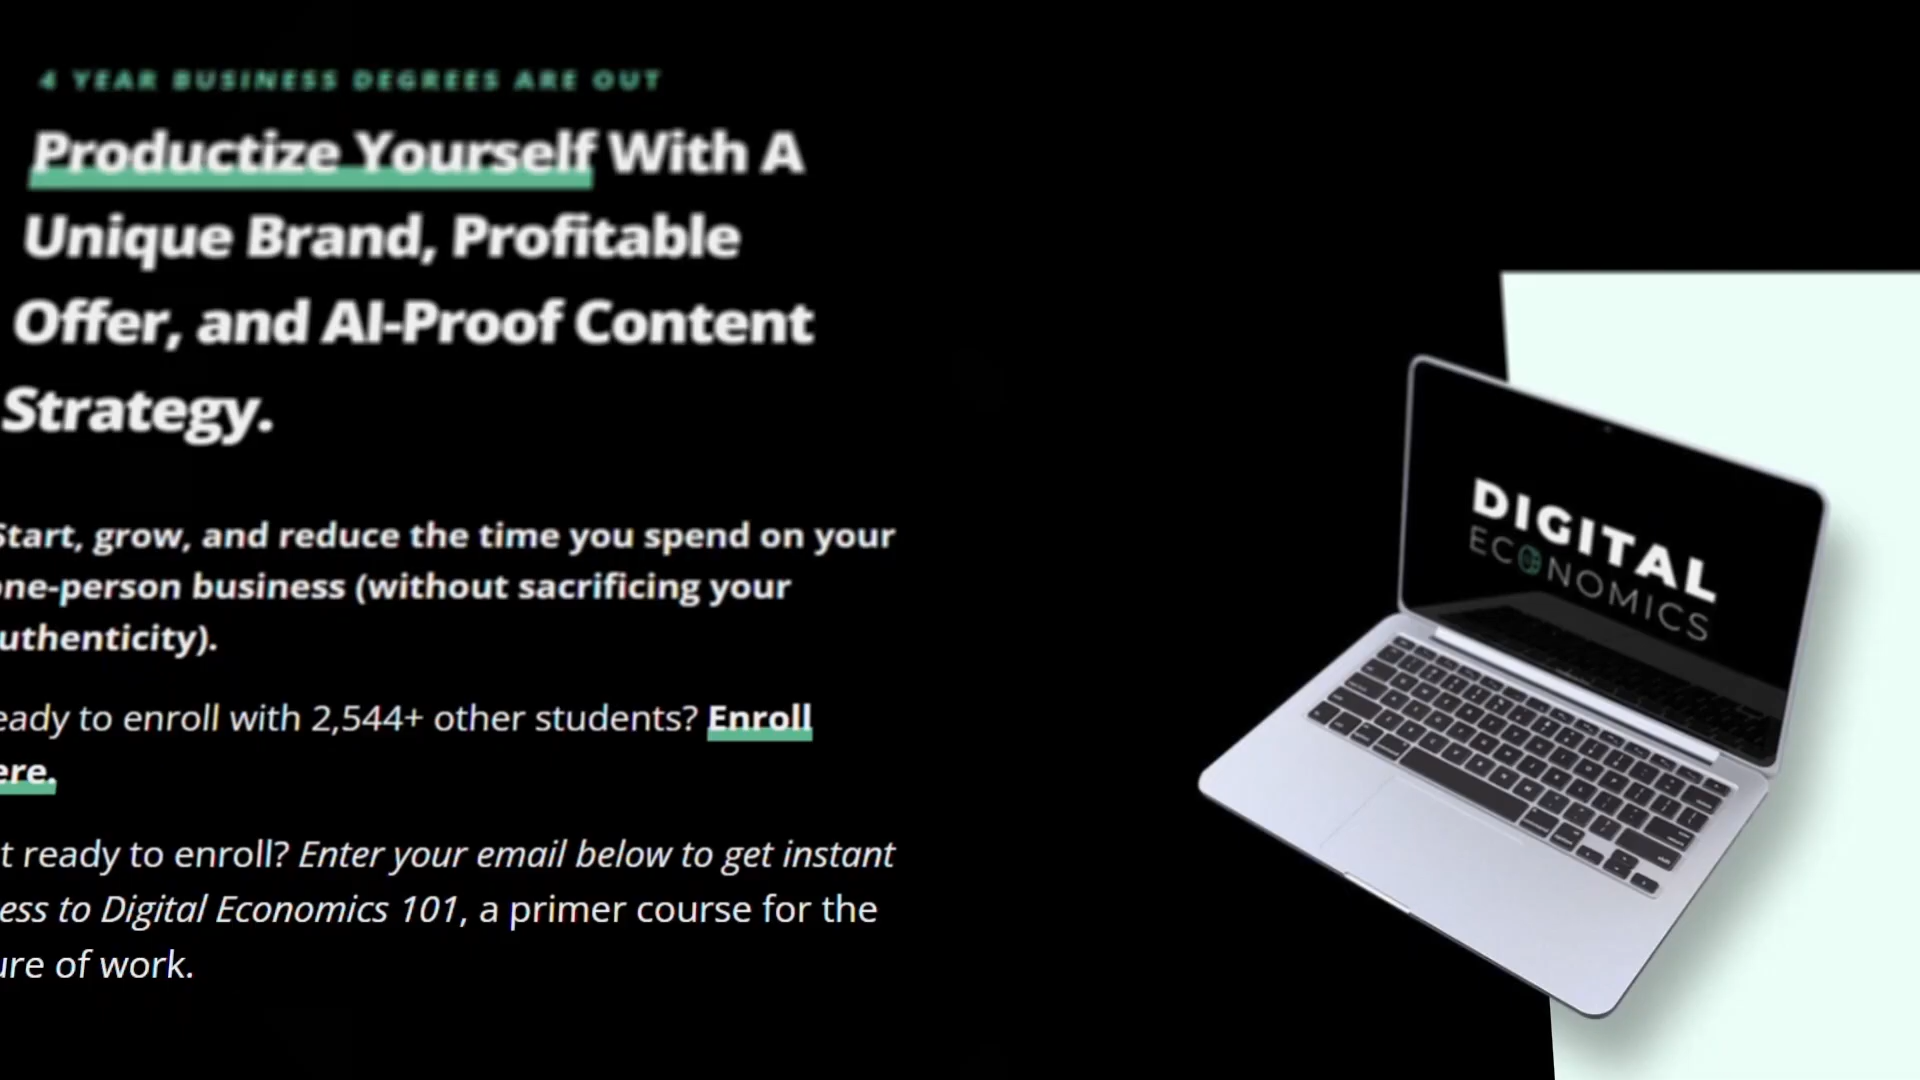 4 YEAR BUSINESS DEGREES ARE OUT
Productize Yourself With A
Unique Brand, Profitable
Offer, and AI-Proof Content
Strategy.
Start, grow, and reduce the time you spend on your
one-person business (without sacrificing your
uthenticity).
eady to enroll with 2,544+ other students? Enroll
ere.
t ready to enroll? Enter your email below to get instant
ess to Digital Economics 101, a primer course for the
ure of work.
DIGITAL
ECONOMICS